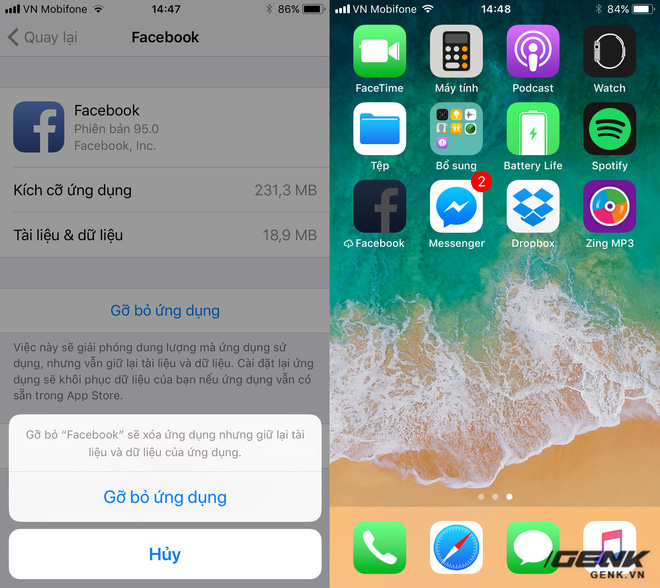 VN Mobifone 14:47 86%
Quay lại Facebook
Facebook
Phiên bản 95.0
Facebook, Inc.
Kích cỡ ứng dụng 231,3 MB
Tài liệu & dữ liệu 18,9 MB
Gỡ bỏ ứng dụng
Việc này sẽ giải phóng dung lượng mà ứng dụng sử
dụng, nhưng vẫn giữ lại tài liệu và dữ liệu. Cài đặt lại ứng
dụng sẽ khôi phục dữ liệu của bạn nếu ứng dụng vẫn có
sẵn trong App Store.
Gỡ bỏ “Facebook” sẽ xóa ứng dụng nhưng giữ lại tài
liệu và dữ liệu của ứng dụng.
Gỡ bỏ ứng dụng
Hủy
VN Mobifone 14:48 84%
FaceTime Máy tính Podcast Watch
Tệp Bổ sung Battery Life Spotify
2
Facebook Messenger Dropbox Zing MP3
GENK
GENK.VN